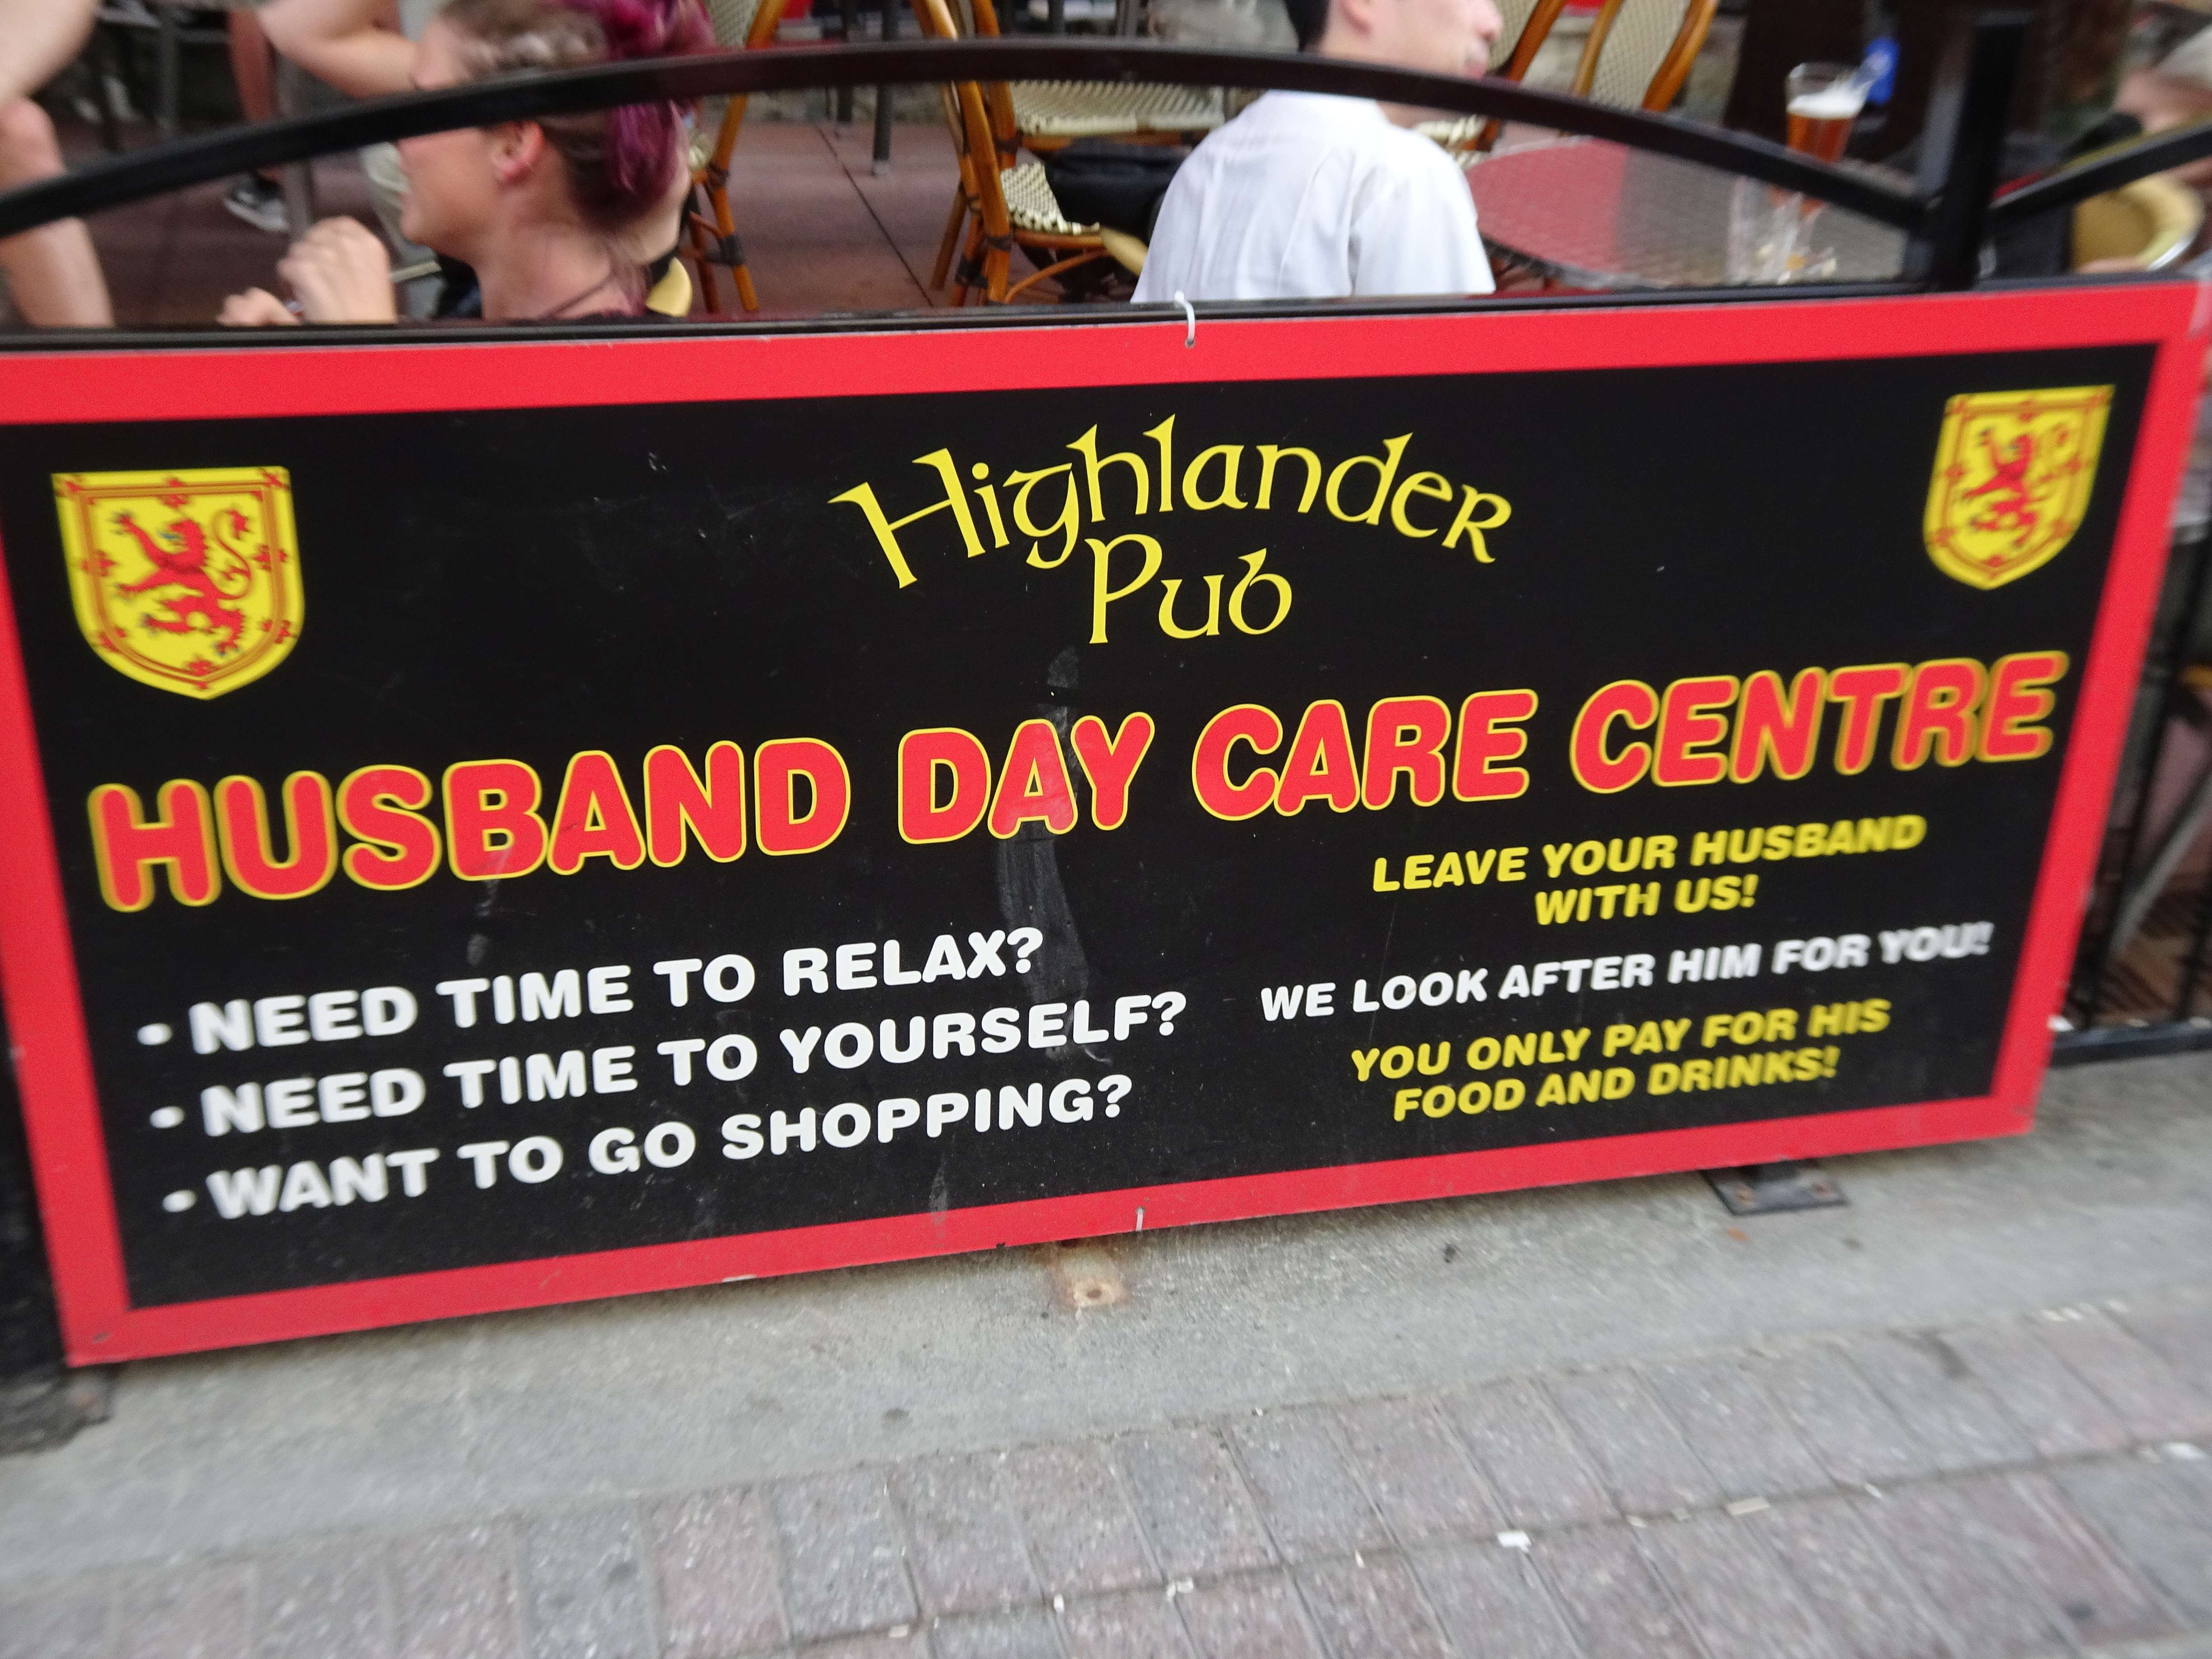 Highlander
Pub
HUSBAND DAY CARE CENTRE
• NEED TIME TO RELAX?
• NEED TIME TO YOURSELF?
• WANT TO GO SHOPPING?
LEAVE YOUR HUSBAND
WITH US!
WE LOOK AFTER HIM FOR YOU!
YOU ONLY PAY FOR HIS
FOOD AND DRINKS!